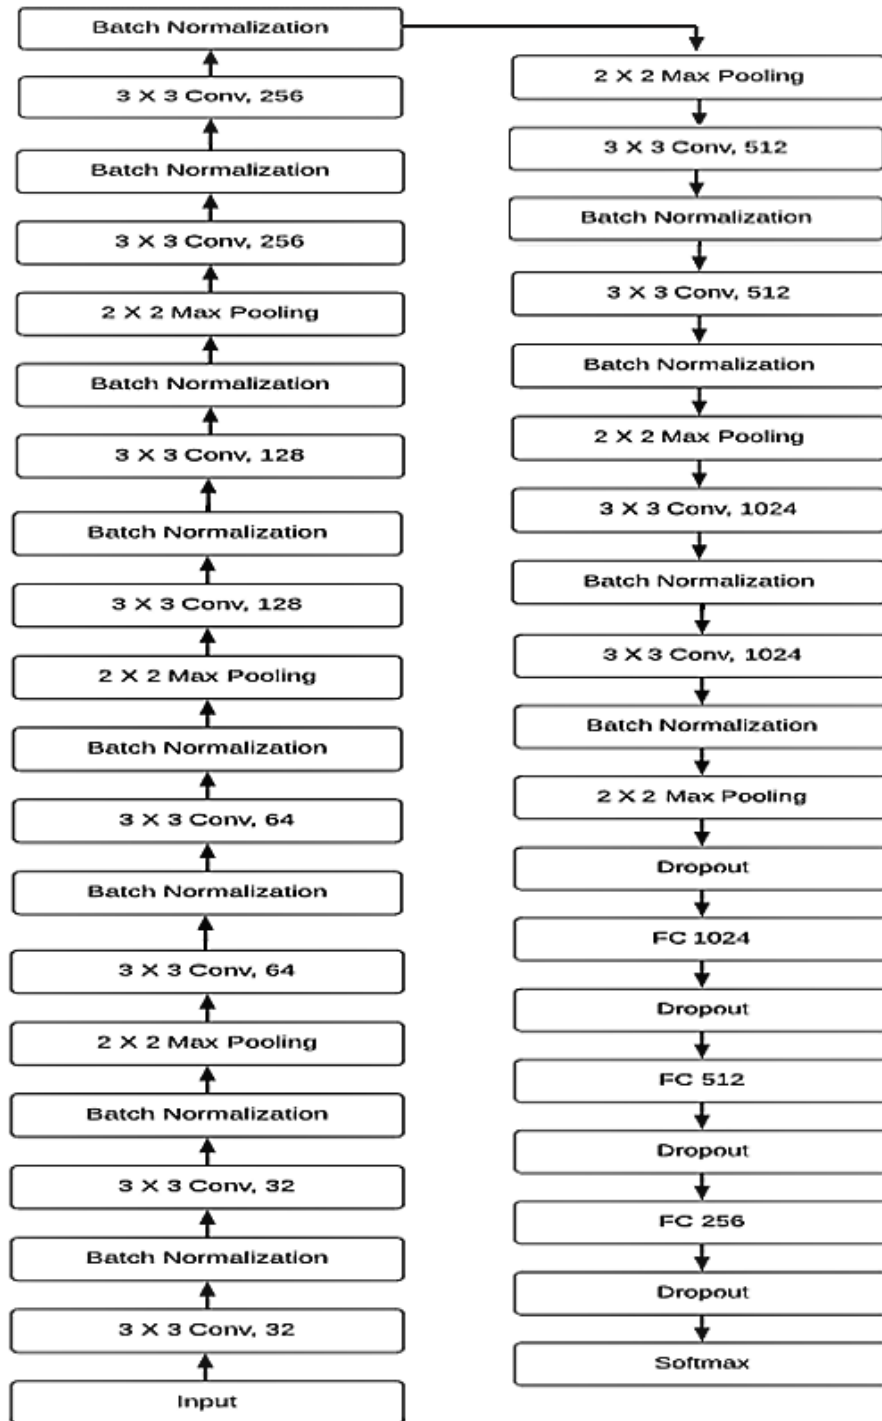 Batch Normalization
3 X 3 Conv, 256
Batch Normalization
3 X 3 Conv, 256
2 X 2 Max Pooling
Batch Normalization
3 X 3 Conv, 128
Batch Normalization
3 X 3 Conv, 128
2 X 2 Max Pooling
Batch Normalization
3 X 3 Conv, 64
Batch Normalization
3 X 3 Conv, 64
2 X 2 Max Pooling
Batch Normalization
3 X 3 Conv, 32
Batch Normalization
3 X 3 Conv, 32
Input
2 X 2 Max Pooling
3 X 3 Conv, 512
Batch Normalization
3 X 3 Conv, 512
Batch Normalization
2 X 2 Max Pooling
3 X 3 Conv, 1024
Batch Normalization
3 X 3 Conv, 1024
Batch Normalization
2 X 2 Max Pooling
Dropout
FC 1024
Dropout
FC 512
Dropout
FC 256
Dropout
Softmax